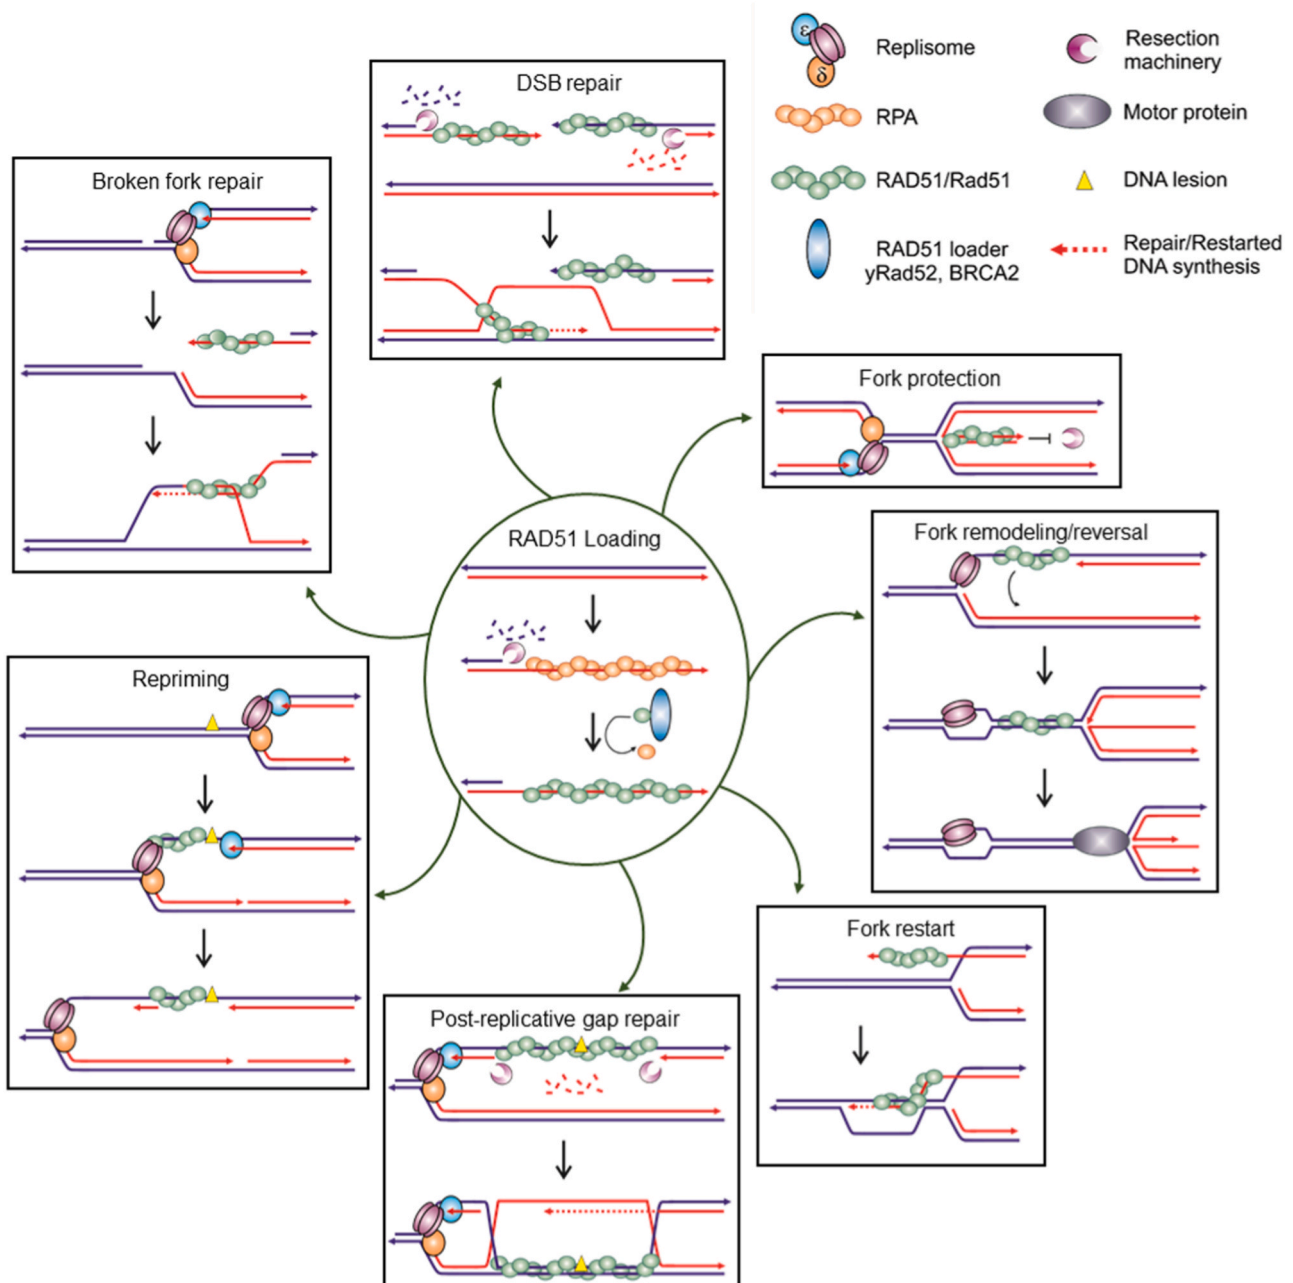 ε
δ
Replisome
Resection
machinery
RPA
Motor protein
RAD51/Rad51
DNA lesion
RAD51 loader
yRad52, BRCA2
Repair/Restarted
DNA synthesis
DSB repair
Broken fork repair
Fork protection
RAD51 Loading
Fork remodeling/reversal
Repriming
Fork restart
Post-replicative gap repair